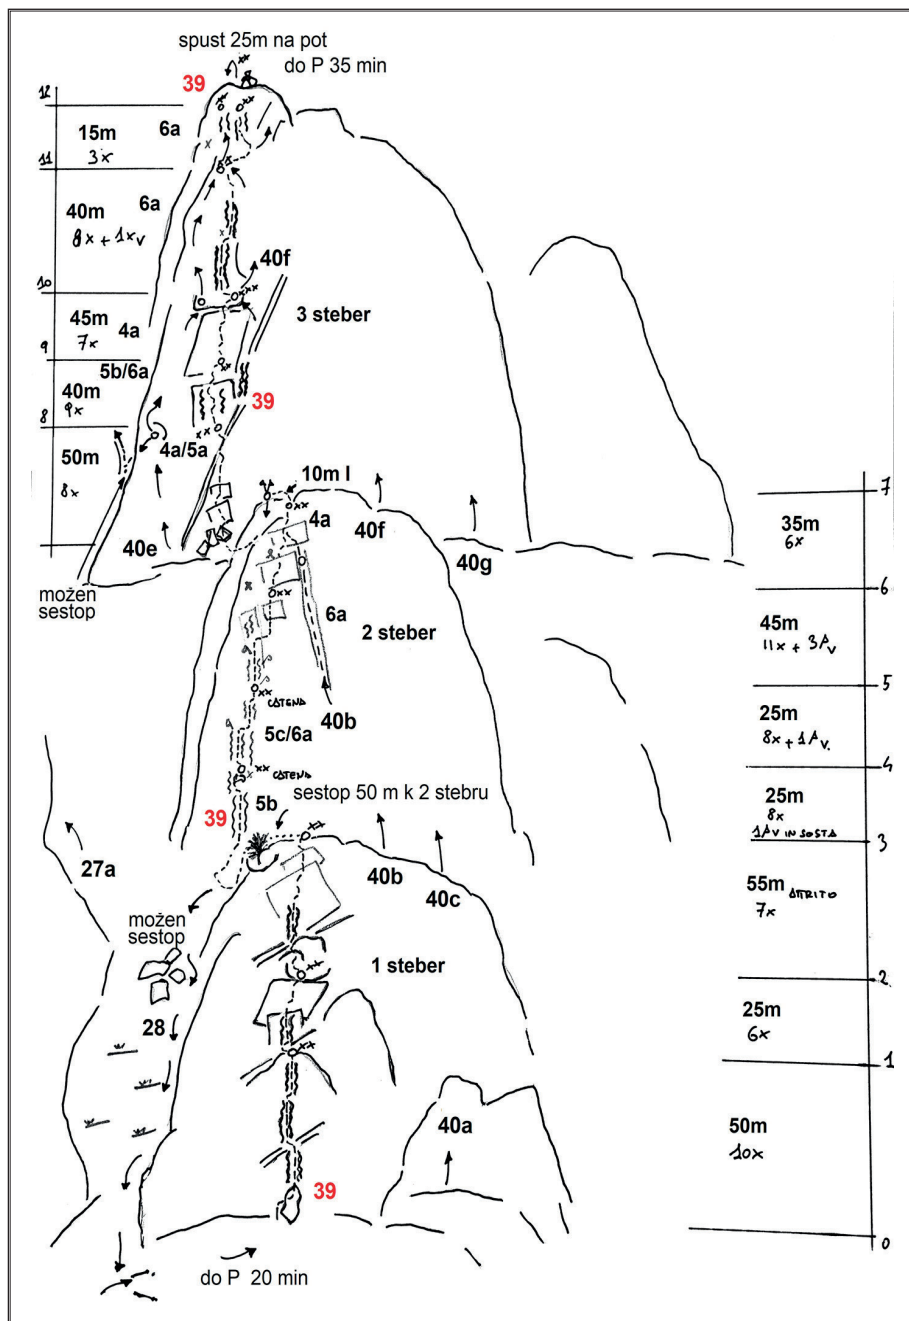 spust 25m na pot
do P 35 min
39
12
15m
3x
6a
11
40m
8x + 1xv
6a
10
40f
45m
7x
4a
3 steber
9
5b/6a
40m
9x
39
8
4a/5a
50m
8x
10m I
7
4a
40f
35m
6x
40e
40g
možen
sestop
6
6a
2 steber
45m
11x + 3Av
5
CATENA
40b
25m
8x + 1Av.
5c/6a
4
CATENA
sestop 50 m k 2 stebru
5b
39
25m
8x
1Av IN SOSTA
3
27a
40b
40c
55m ATTRITO
7x
možen
sestop
1 steber
2
28
25m
6x
1
40a
50m
10x
39
0
do P 20 min